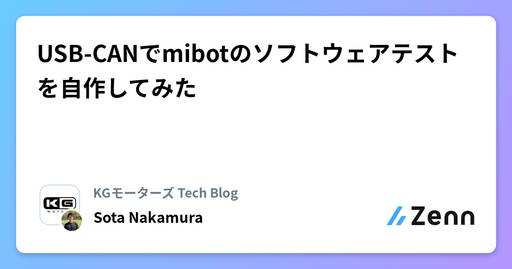 USB-CANでmibotのソフトウェアテスト
を自作してみた
KG
KGモーターズ Tech Blog
Sota Nakamura
Zenn